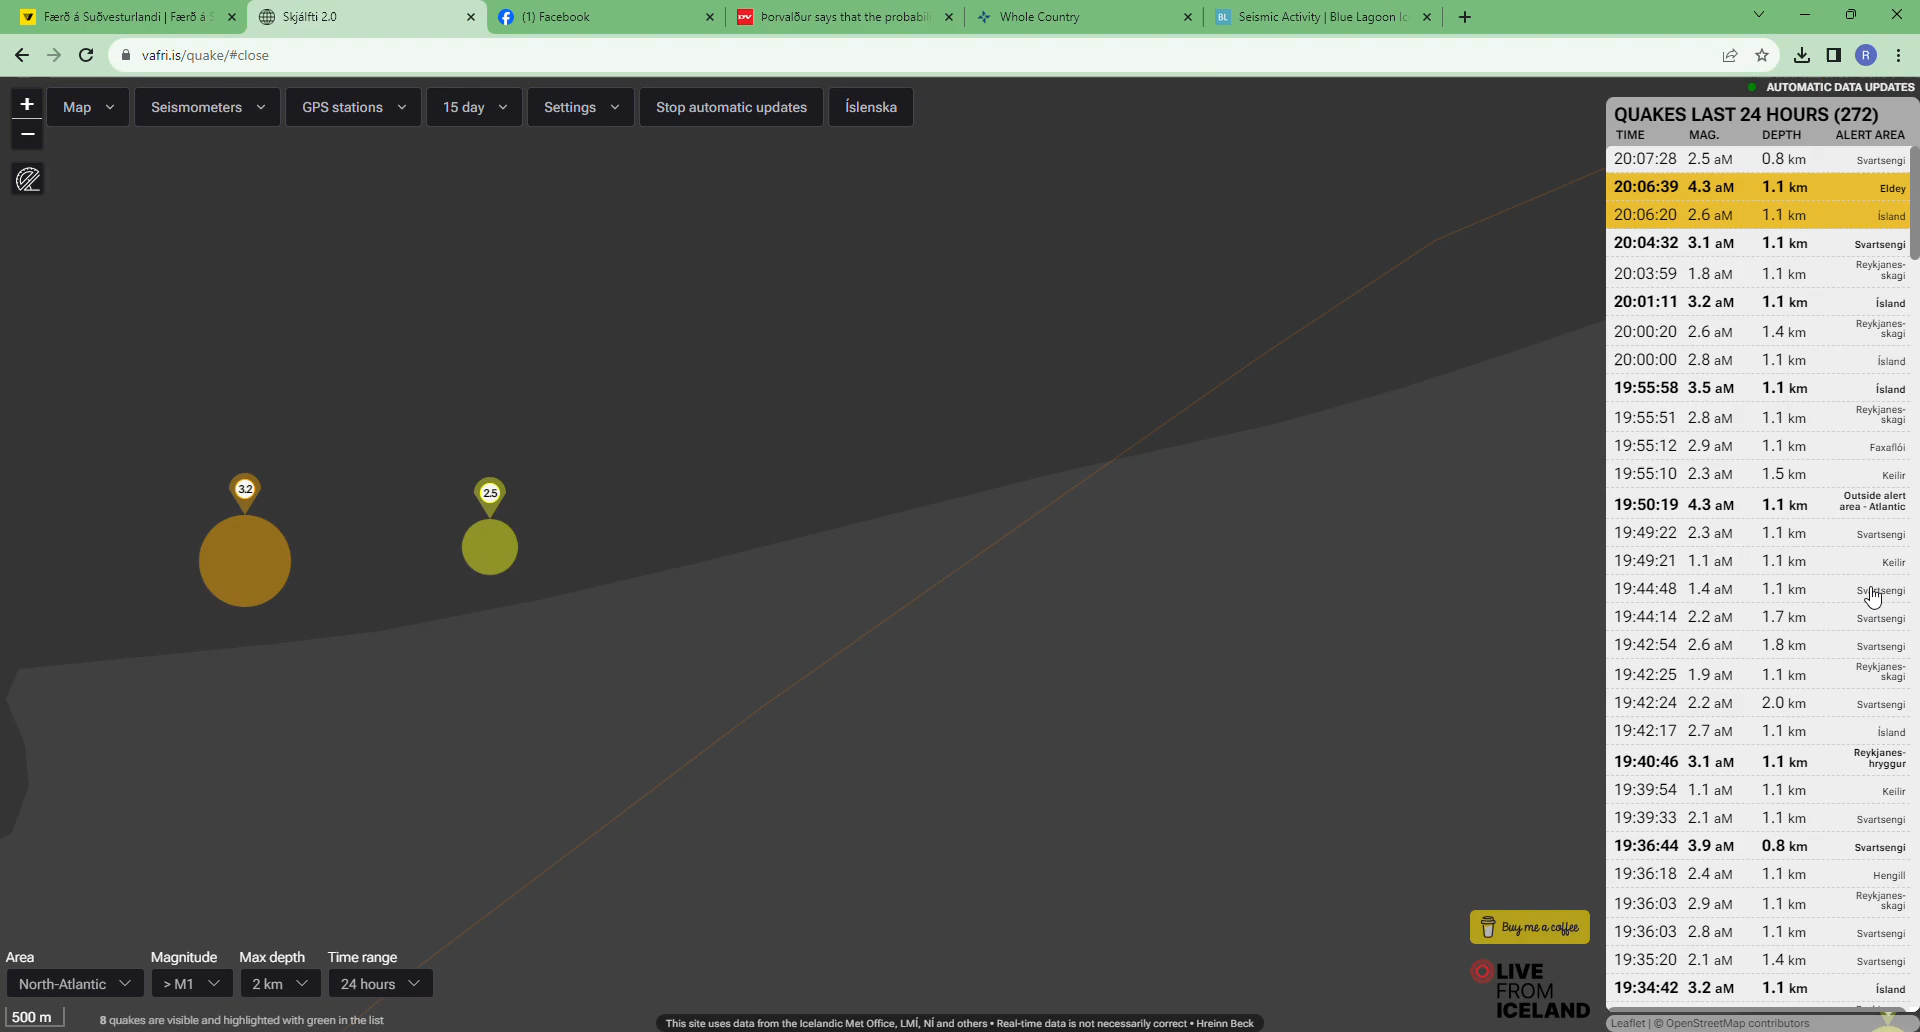 Færð á Suðvesturlandi | Færð á S
Skjálfti 2.0
(1) Facebook
DV
Þorvaldur says that the probabili
Whole Country
BL
Seismic Activity | Blue Lagoon Ic
vafri.is/quake/#close
R
+
−
Map
Seismometers
GPS stations
15 day
Settings
Stop automatic updates
Íslenska
AUTOMATIC DATA UPDATES
QUAKES LAST 24 HOURS (272)
TIME MAG. DEPTH ALERT AREA
20:07:28 2.5 aM 0.8 km Svartsengi
20:06:39 4.3 aM 1.1 km Eldey
20:06:20 2.6 aM 1.1 km Ísland
20:04:32 3.1 aM 1.1 km Svartsengi
20:03:59 1.8 aM 1.1 km Reykjanes-
skagi
20:01:11 3.2 aM 1.1 km Ísland
20:00:20 2.6 aM 1.4 km Reykjanes-
skagi
20:00:00 2.8 aM 1.1 km Ísland
19:55:58 3.5 aM 1.1 km Ísland
19:55:51 2.8 aM 1.1 km Reykjanes-
skagi
19:55:12 2.9 aM 1.1 km Faxaflói
19:55:10 2.3 aM 1.5 km Keilir
19:50:19 4.3 aM 1.1 km Outside alert
area - Atlantic
19:49:22 2.3 aM 1.1 km Svartsengi
19:49:21 1.1 aM 1.1 km Keilir
19:44:48 1.4 aM 1.1 km Svartsengi
19:44:14 2.2 aM 1.7 km Svartsengi
19:42:54 2.6 aM 1.8 km Svartsengi
19:42:25 1.9 aM 1.1 km Reykjanes-
skagi
19:42:24 2.2 aM 2.0 km Svartsengi
19:42:17 2.7 aM 1.1 km Ísland
19:40:46 3.1 aM 1.1 km Reykjanes-
hryggur
19:39:54 1.1 aM 1.1 km Keilir
19:39:33 2.1 aM 1.1 km Svartsengi
19:36:44 3.9 aM 0.8 km Svartsengi
19:36:18 2.4 aM 1.1 km Hengill
19:36:03 2.9 aM 1.1 km Reykjanes-
skagi
19:36:03 2.8 aM 1.1 km Svartsengi
19:35:20 2.1 aM 1.4 km Svartsengi
19:34:42 3.2 aM 1.1 km Ísland
3.2
2.5
Buy me a coffee
LIVE
FROM
ICELAND
Area Magnitude Max depth Time range
North-Atlantic > M1 2 km 24 hours
500 m
8 quakes are visible and highlighted with green in the list
This site uses data from the Icelandic Met Office, LMÍ, NÍ and others • Real-time data is not necessarily correct • Hreinn Beck
Leaflet | © OpenStreetMap contributors